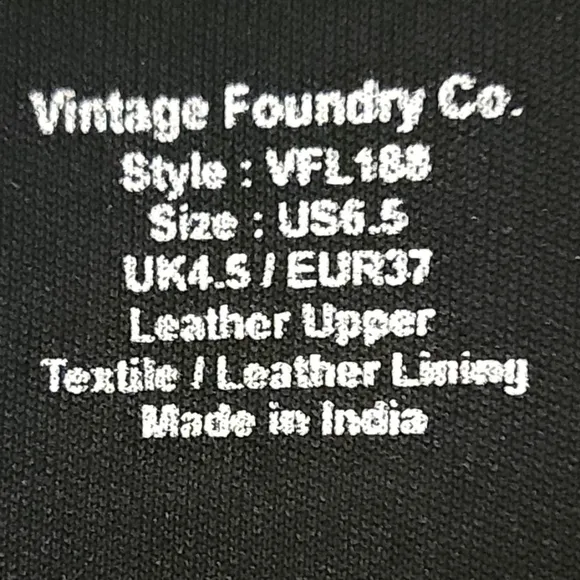 Vintage Foundry Co.
Style : VFL188
Size : US6.5
UK4.5 / EUR37
Leather Upper
Textile / Leather Lining
Made in India